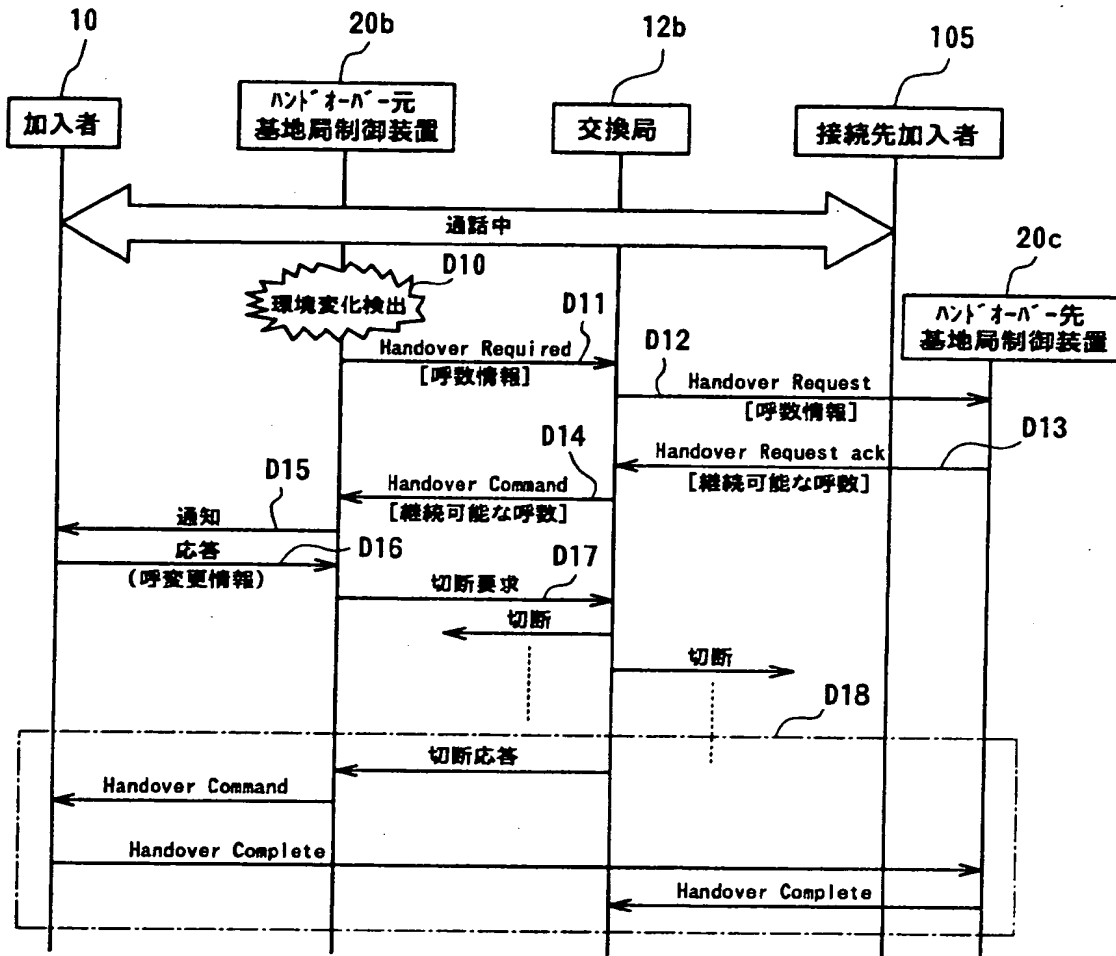 10
20b
12b
105
加入者
ﾊﾝﾄﾞｵｰﾊﾞｰ元
基地局制御装置
交換局
接続先加入者
通話中
20c
D10
環境変化検出
ﾊﾝﾄﾞｵｰﾊﾞｰ先
基地局制御装置
D11
Handover Required
[呼数情報]
D12
Handover Request
[呼数情報]
D13
Handover Request ack
[継続可能な呼数]
D14
Handover Command
[継続可能な呼数]
D15
通知
D16
応答
(呼変更情報)
D17
切断要求
切断
切断
D18
切断応答
Handover Command
Handover Complete
Handover Complete